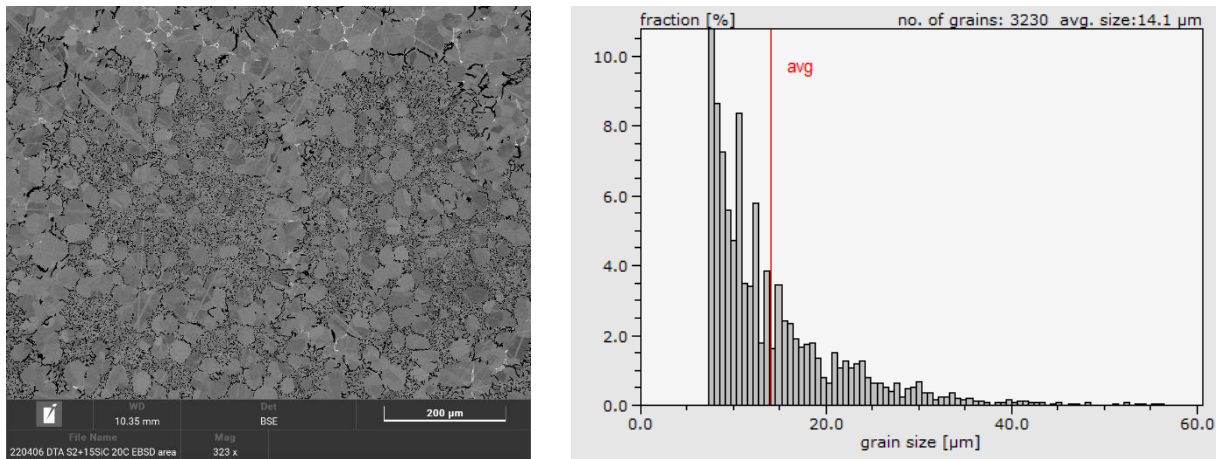 WD
10.35 mm
Det
BSE
200 µm
File Name
220406 DTA S2+15SiC 20C EBSD area
Mag
323 x
fraction [%]
no. of grains: 3230 avg. size:14.1 µm
avg
10.0
8.0
6.0
4.0
2.0
0.0
0.0 20.0 40.0 60.0
grain size [µm]